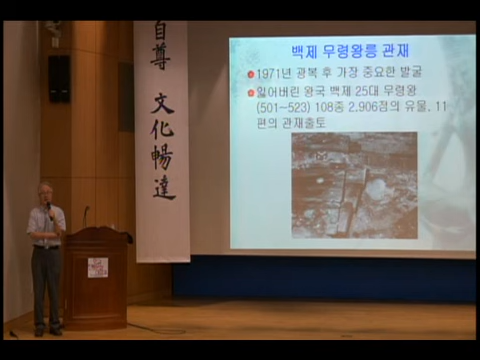 自尊 文化暢達
백제 무령왕릉 관재
1971년 광복 후 가장 중요한 발굴
잃어버린 왕국 백제 25대 무령왕
(501~523) 108종 2,906점의 유물. 11
편의 관재출토